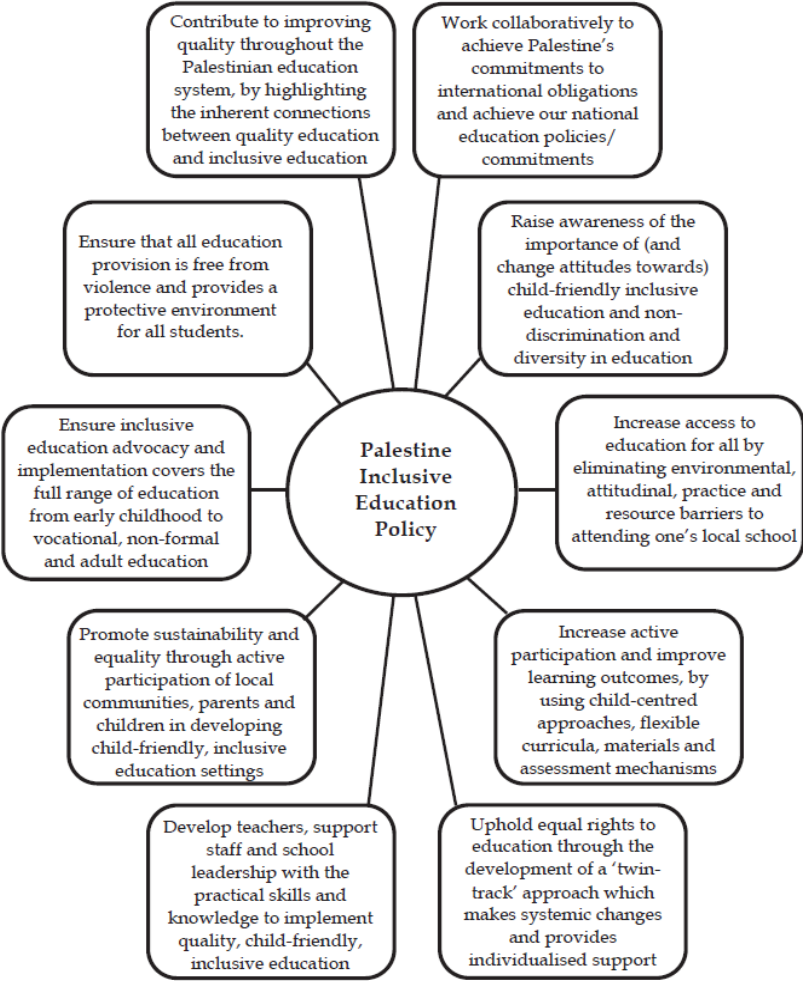 Contribute to improving
quality throughout the
Palestinian education
system, by highlighting
the inherent connections
between quality education
and inclusive education
Work collaboratively to
achieve Palestine’s
commitments to
international obligations
and achieve our national
education policies/
commitments
Ensure that all education
provision is free from
violence and provides a
protective environment
for all students.
Raise awareness of the
importance of (and
change attitudes towards)
child-friendly inclusive
education and non-
discrimination and
diversity in education
Ensure inclusive
education advocacy and
implementation covers the
full range of education
from early childhood to
vocational, non-formal
and adult education
Palestine
Inclusive
Education
Policy
Increase access to
education for all by
eliminating environmental,
attitudinal, practice and
resource barriers to
attending one’s local school
Promote sustainability and
equality through active
participation of local
communities, parents and
children in developing
child-friendly, inclusive
education settings
Increase active
participation and improve
learning outcomes, by
using child-centred
approaches, flexible
curricula, materials and
assessment mechanisms
Develop teachers, support
staff and school
leadership with the
practical skills and
knowledge to implement
quality, child-friendly,
inclusive education
Uphold equal rights to
education through the
development of a ‘twin-
track’ approach which
makes systemic changes
and provides
individualised support